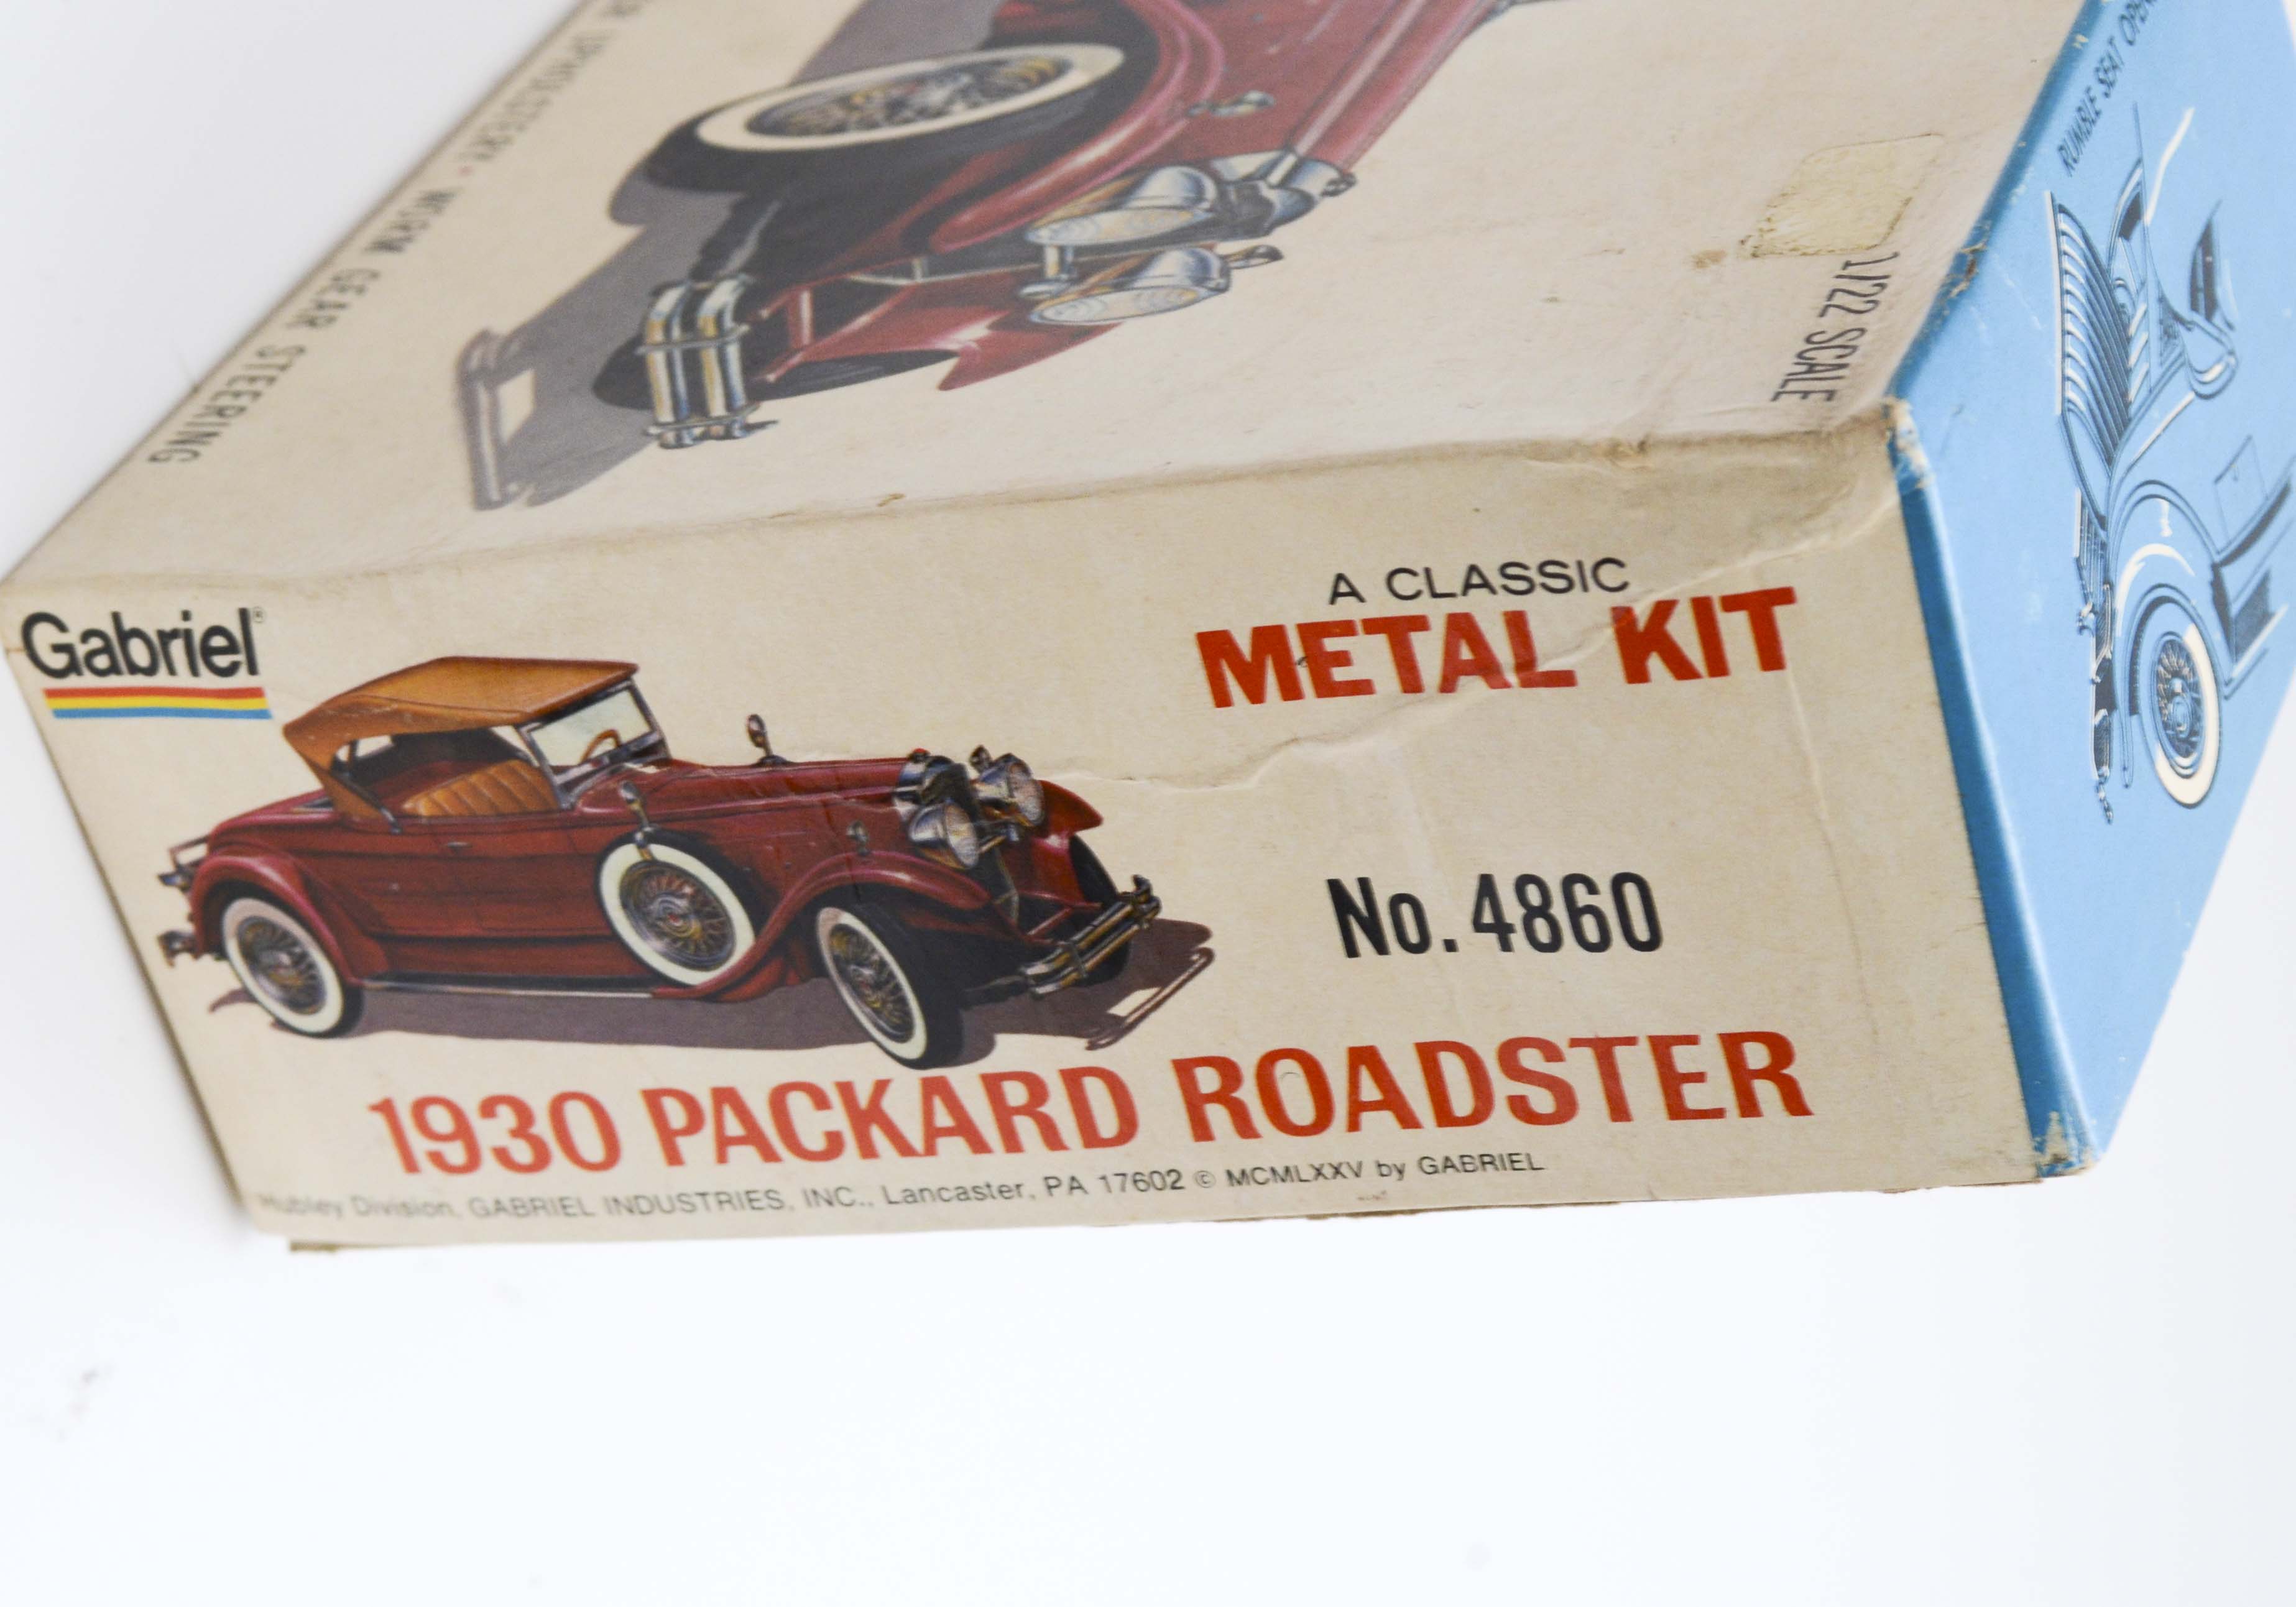 UPHOLSTERY • WORM GEAR STEERING
1/22 SCALE
RUMBLE SEAT
Gabriel®
A CLASSIC
METAL KIT
No. 4860
1930 PACKARD ROADSTER
Hubley Division, GABRIEL INDUSTRIES, INC., Lancaster, PA 17602 © MCMLXXV by GABRIEL